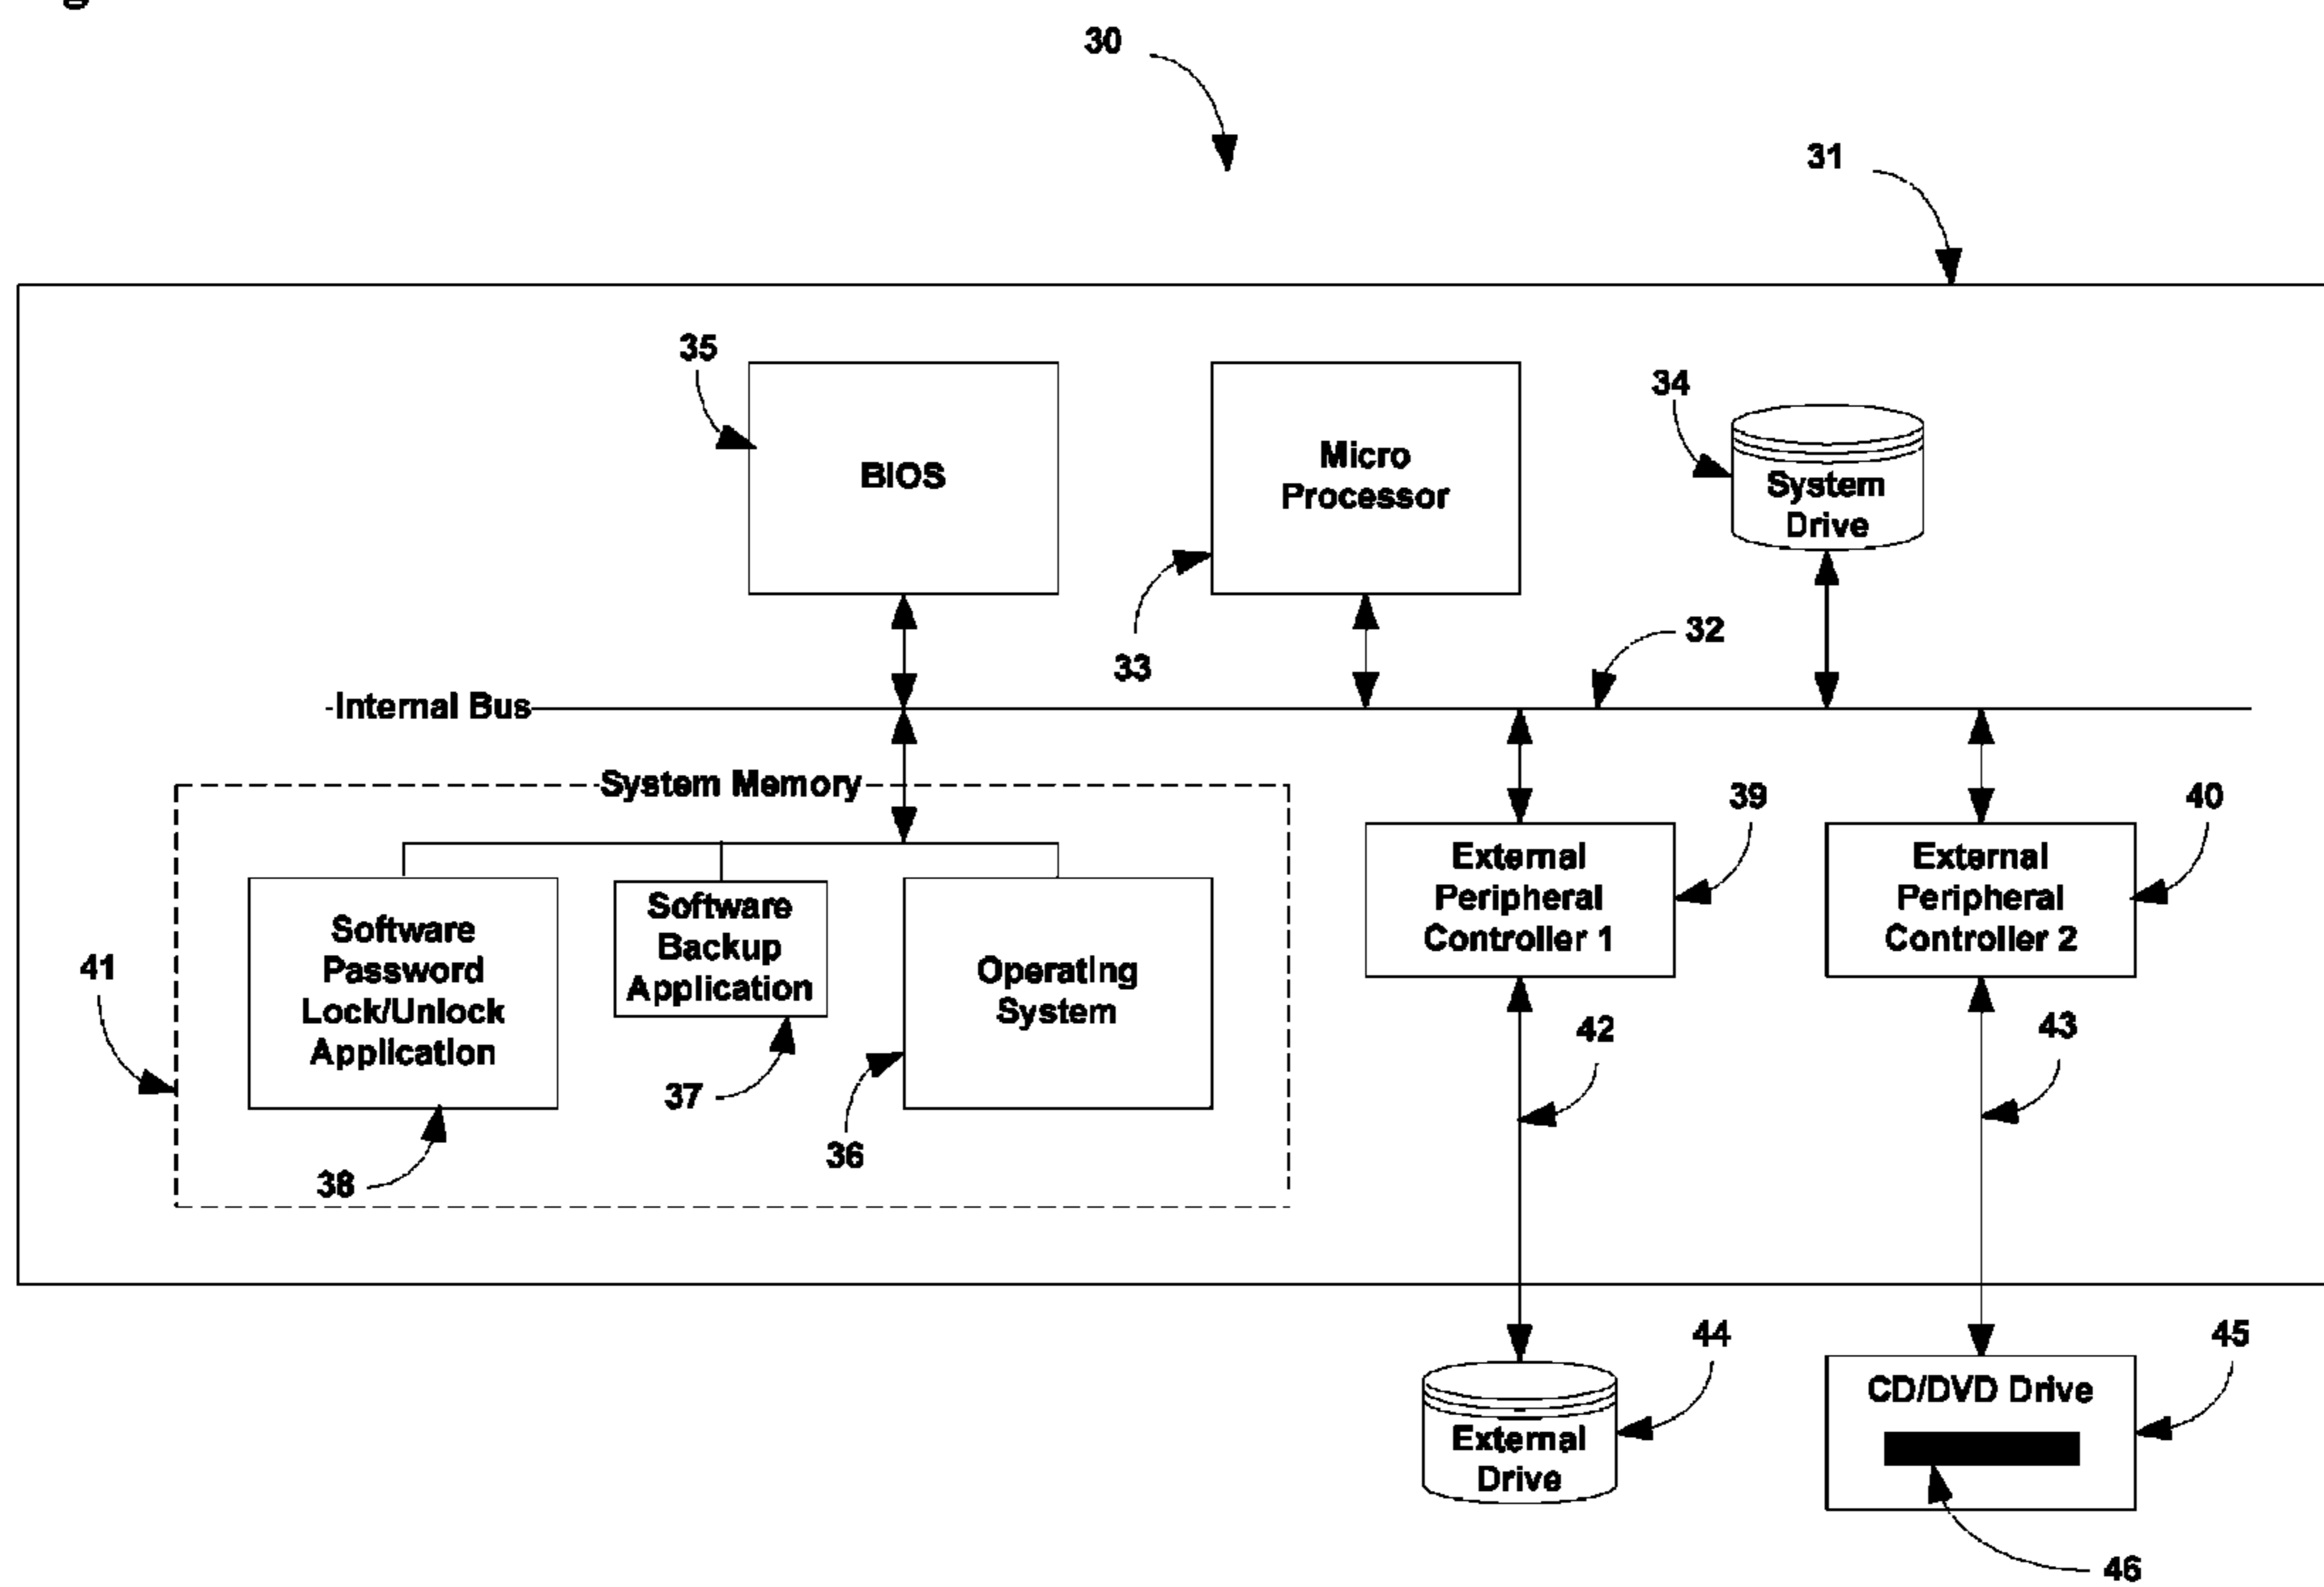 30
31
35
BIOS
Micro
Processor
34
System
Drive
33
32
Internal Bus
System Memory
39
40
41
Software
Password
Lock/Unlock
Application
38
Software
Backup
Application
37
Operating
System
36
External
Peripheral
Controller 1
External
Peripheral
Controller 2
42
43
44
External
Drive
45
CD/DVD Drive
46